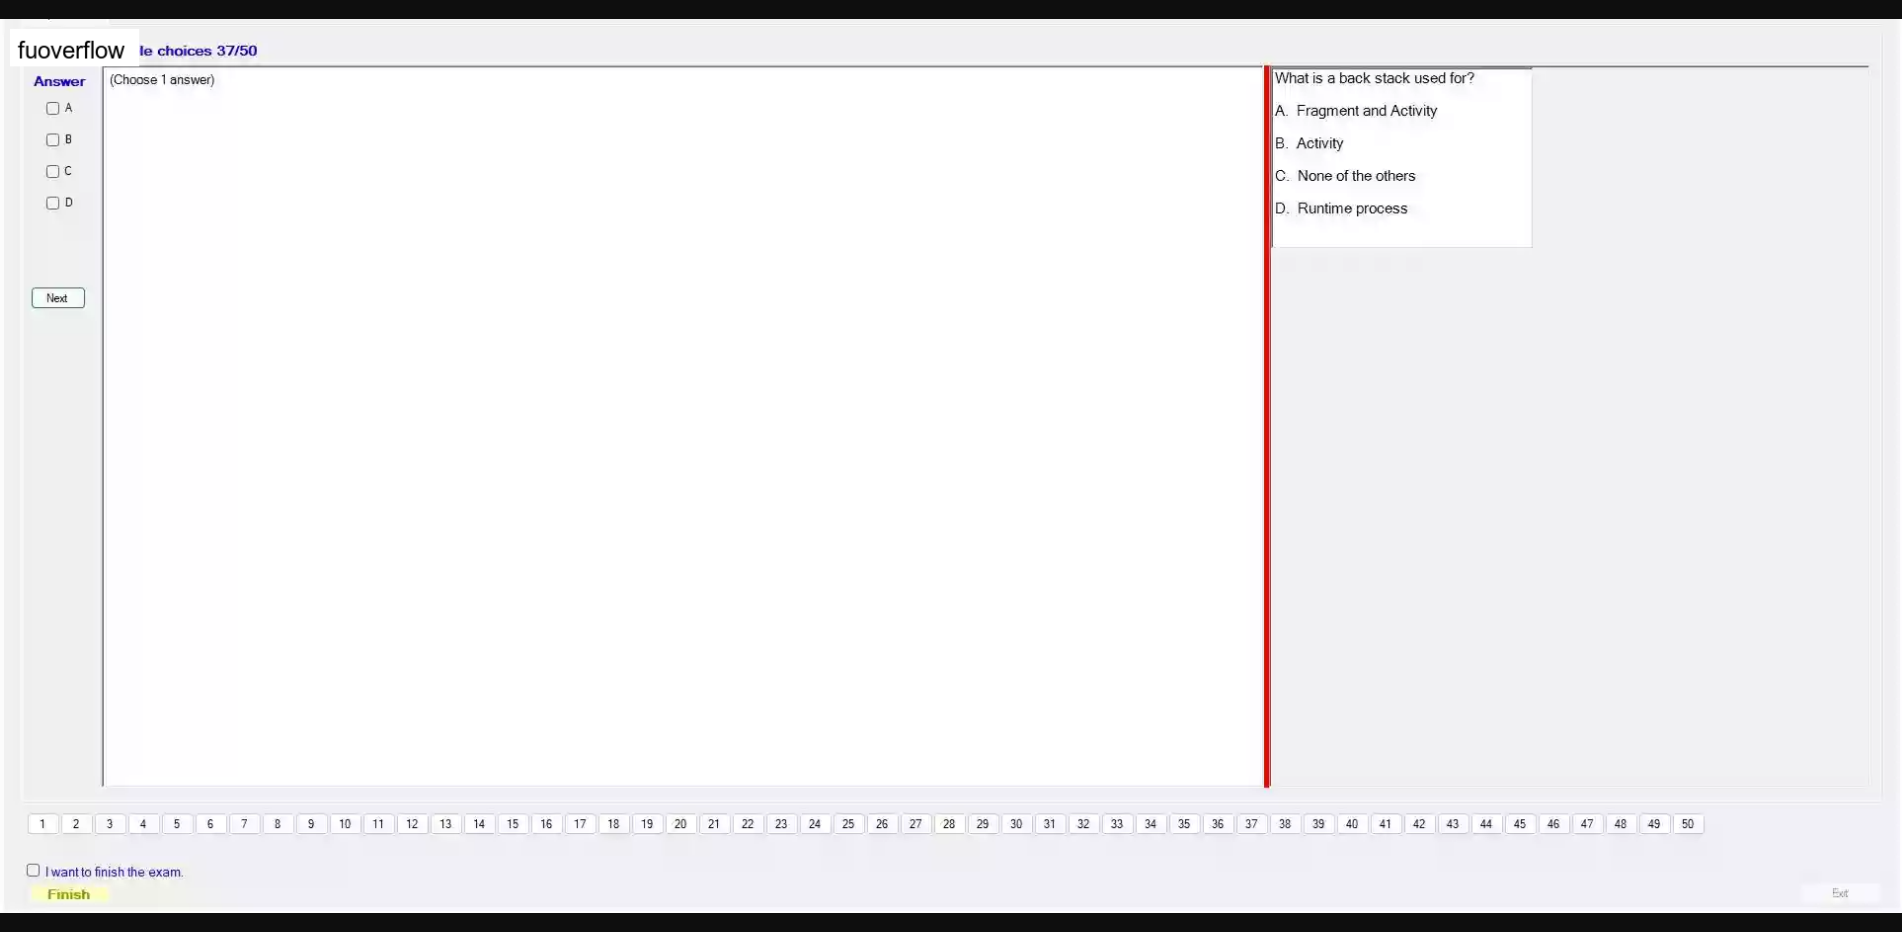 fuoverflow
le choices 37/50
Answer
(Choose 1 answer)
A
B
C
D
Next
What is a back stack used for?
A. Fragment and Activity
B. Activity
C. None of the others
D. Runtime process
1 2 3 4 5 6 7 8 9 10 11 12 13 14 15 16 17 18 19 20 21 22 23 24 25 26 27 28 29 30 31 32 33 34 35 36 37 38 39 40 41 42 43 44 45 46 47 48 49 50
I want to finish the exam.
Finish
Exit